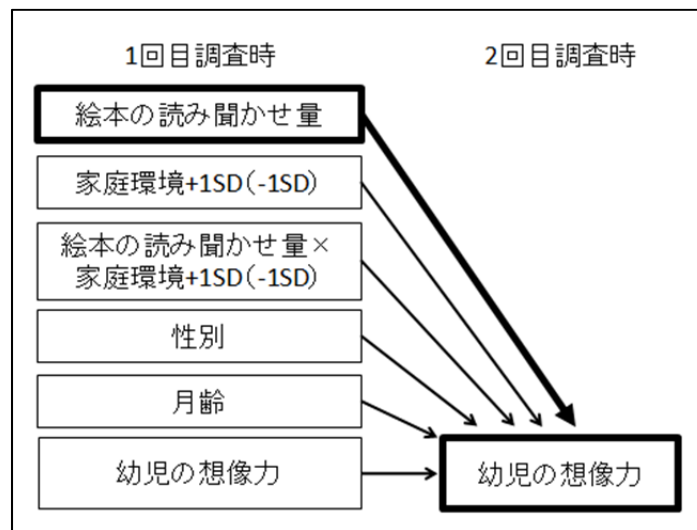 1回目調査時
2回目調査時
絵本の読み聞かせ量
家庭環境+1SD(-1SD)
絵本の読み聞かせ量×
家庭環境+1SD(-1SD)
性別
月齢
幼児の想像力
幼児の想像力